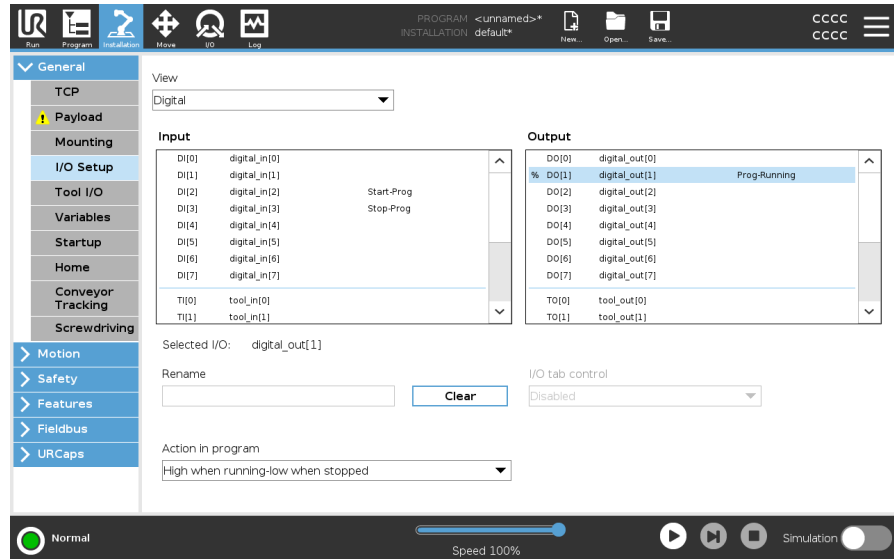 UR
PROGRAM <unnamed>*
INSTALLATION default*
CCCC
CCCC
Run Program Installation Move I/O Log New... Open... Save...
General
TCP
Payload
Mounting
I/O Setup
Tool I/O
Variables
Startup
Home
Conveyor
Tracking
Screwdriving
Motion
Safety
Features
Fieldbus
URCaps
View
Digital
Input
DI[0] digital_in[0]
DI[1] digital_in[1]
DI[2] digital_in[2] Start-Prog
DI[3] digital_in[3] Stop-Prog
DI[4] digital_in[4]
DI[5] digital_in[5]
DI[6] digital_in[6]
DI[7] digital_in[7]
TI[0] tool_in[0]
TI[1] tool_in[1]
Output
DO[0] digital_out[0]
% DO[1] digital_out[1] Prog-Running
DO[2] digital_out[2]
DO[3] digital_out[3]
DO[4] digital_out[4]
DO[5] digital_out[5]
DO[6] digital_out[6]
DO[7] digital_out[7]
TO[0] tool_out[0]
TO[1] tool_out[1]
Selected I/O: digital_out[1]
Rename
Clear
I/O tab control
Disabled
Action in program
High when running-low when stopped
Normal
Speed 100%
Simulation